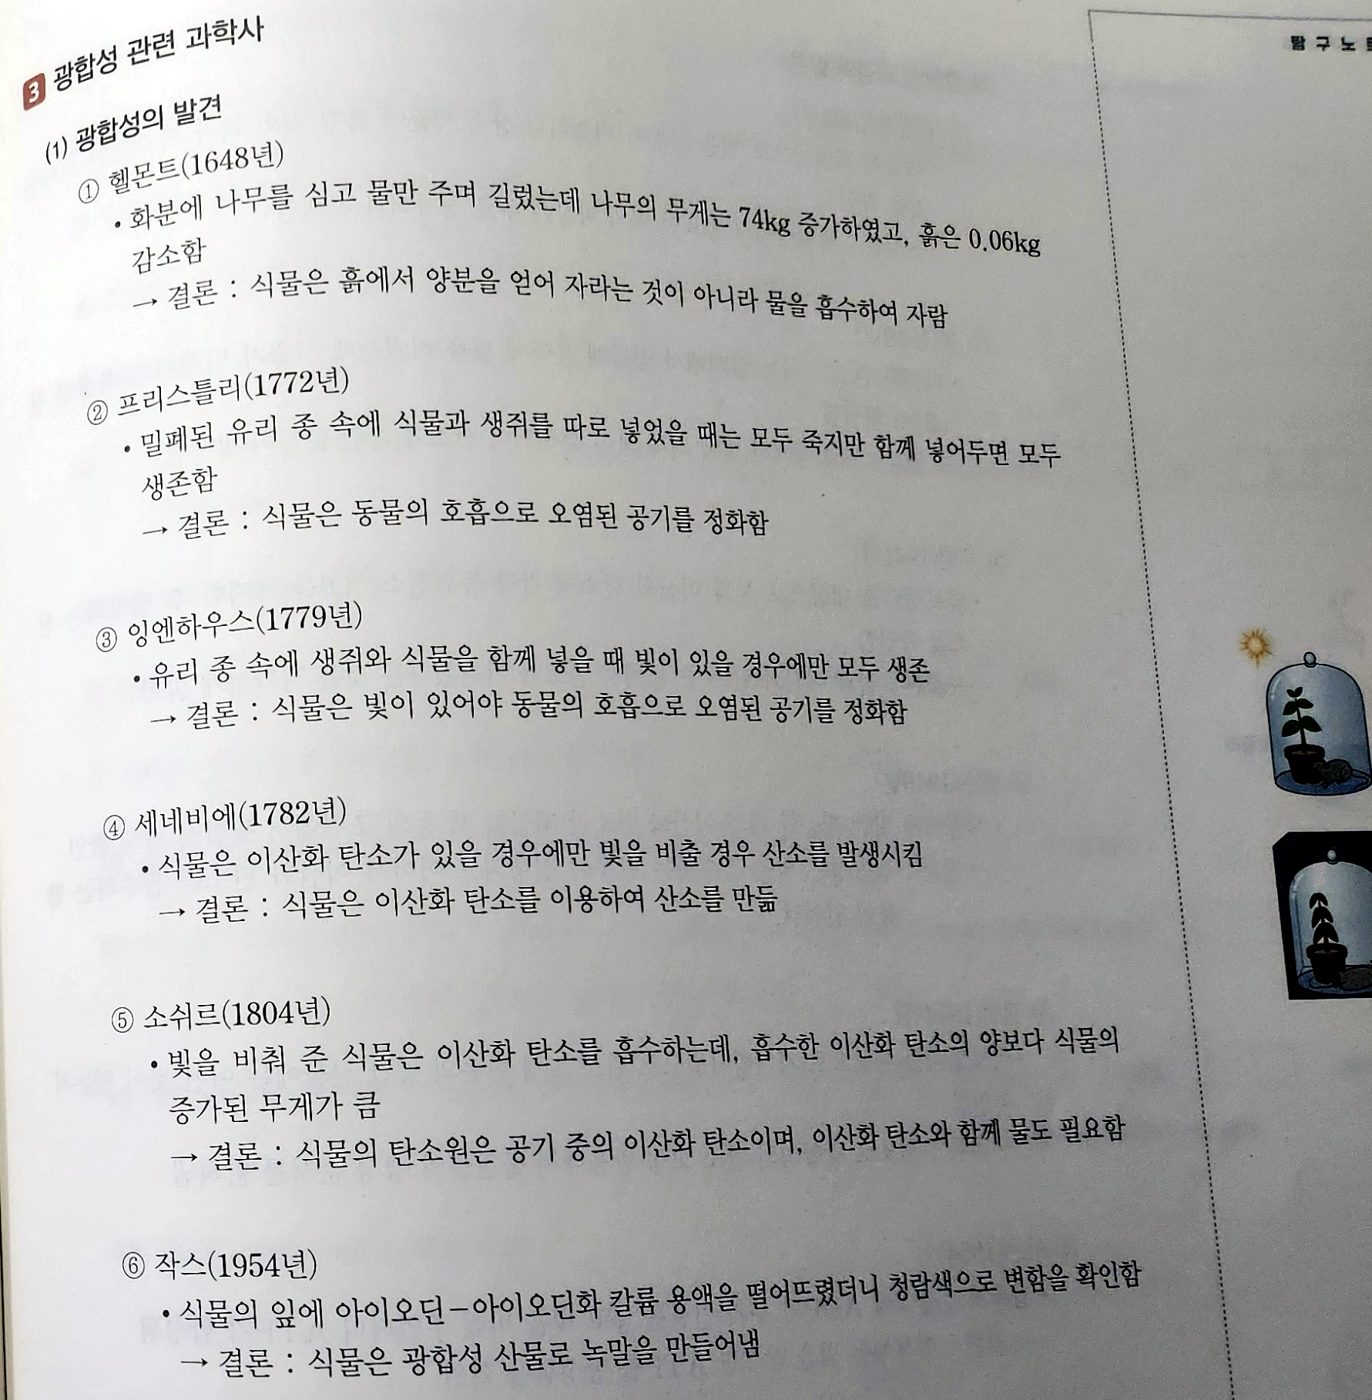 3 광합성 관련 과학사
(1) 광합성의 발견
① 헬몬트(1648년)
• 화분에 나무를 심고 물만 주며 길렀는데 나무의 무게는 74kg 증가하였고, 흙은 0.06kg
감소함
→ 결론 : 식물은 흙에서 양분을 얻어 자라는 것이 아니라 물을 흡수하여 자람
② 프리스틀리(1772년)
• 밀폐된 유리 종 속에 식물과 생쥐를 따로 넣었을 때는 모두 죽지만 함께 넣어두면 모두
생존함
→ 결론 : 식물은 동물의 호흡으로 오염된 공기를 정화함
③ 잉엔하우스(1779년)
• 유리 종 속에 생쥐와 식물을 함께 넣을 때 빛이 있을 경우에만 모두 생존
→ 결론 : 식물은 빛이 있어야 동물의 호흡으로 오염된 공기를 정화함
④ 세네비에(1782년)
• 식물은 이산화 탄소가 있을 경우에만 빛을 비출 경우 산소를 발생시킴
→ 결론 : 식물은 이산화 탄소를 이용하여 산소를 만듦
⑤ 소쉬르(1804년)
• 빛을 비춰 준 식물은 이산화 탄소를 흡수하는데, 흡수한 이산화 탄소의 양보다 식물의
증가된 무게가 큼
→ 결론 : 식물의 탄소원은 공기 중의 이산화 탄소이며, 이산화 탄소와 함께 물도 필요함
⑥ 작스(1954년)
• 식물의 잎에 아이오딘-아이오딘화 칼륨 용액을 떨어뜨렸더니 청람색으로 변함을 확인함
→ 결론 : 식물은 광합성 산물로 녹말을 만들어냄